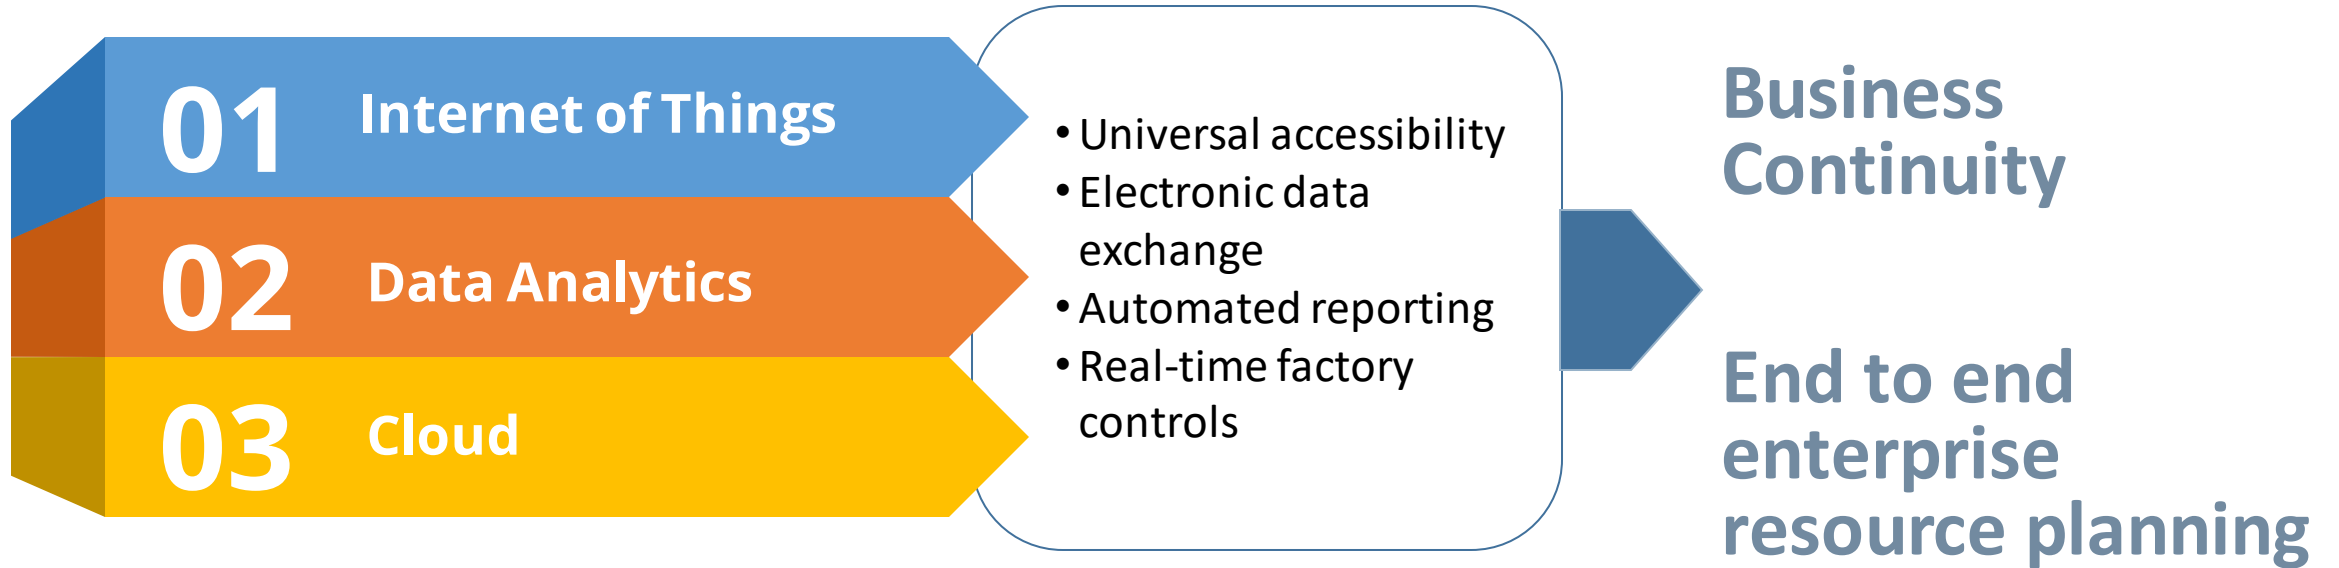 01
Internet of Things
02
Data Analytics
03
Cloud
• Universal accessibility
• Electronic data
exchange
• Automated reporting
• Real-time factory
controls
Business
Continuity
End to end
enterprise
resource planning